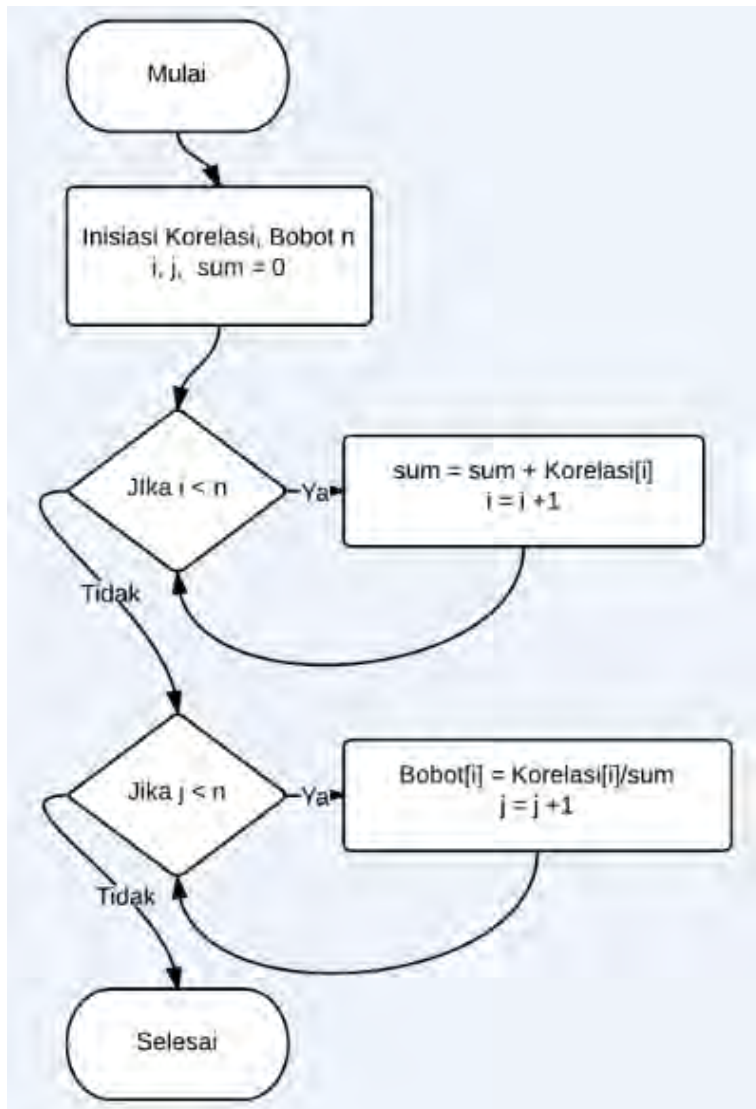 Mulai
Inisiasi Korelasi, Bobot n
i, j, sum = 0
JIka i < n
Ya
sum = sum + Korelasi[i]
i = i +1
Tidak
Jika j < n
Ya
Bobot[i] = Korelasi[i]/sum
j = j +1
Tidak
Selesai